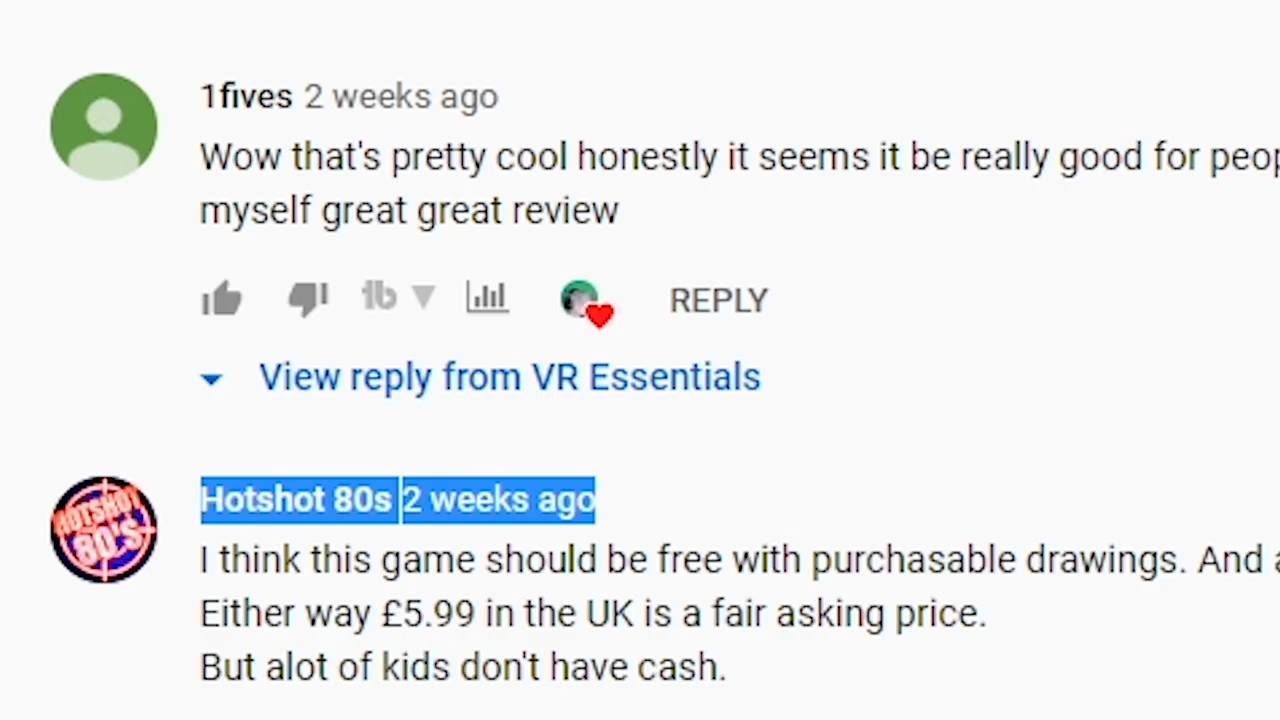 1fives 2 weeks ago
Wow that's pretty cool honestly it seems it be really good for
myself great great review
REPLY
View reply from VR Essentials
HOTSHOT
80'S
Hotshot 80s 2 weeks ago
I think this game should be free with purchasable drawings. And
Either way £5.99 in the UK is a fair asking price.
But alot of kids don't have cash.